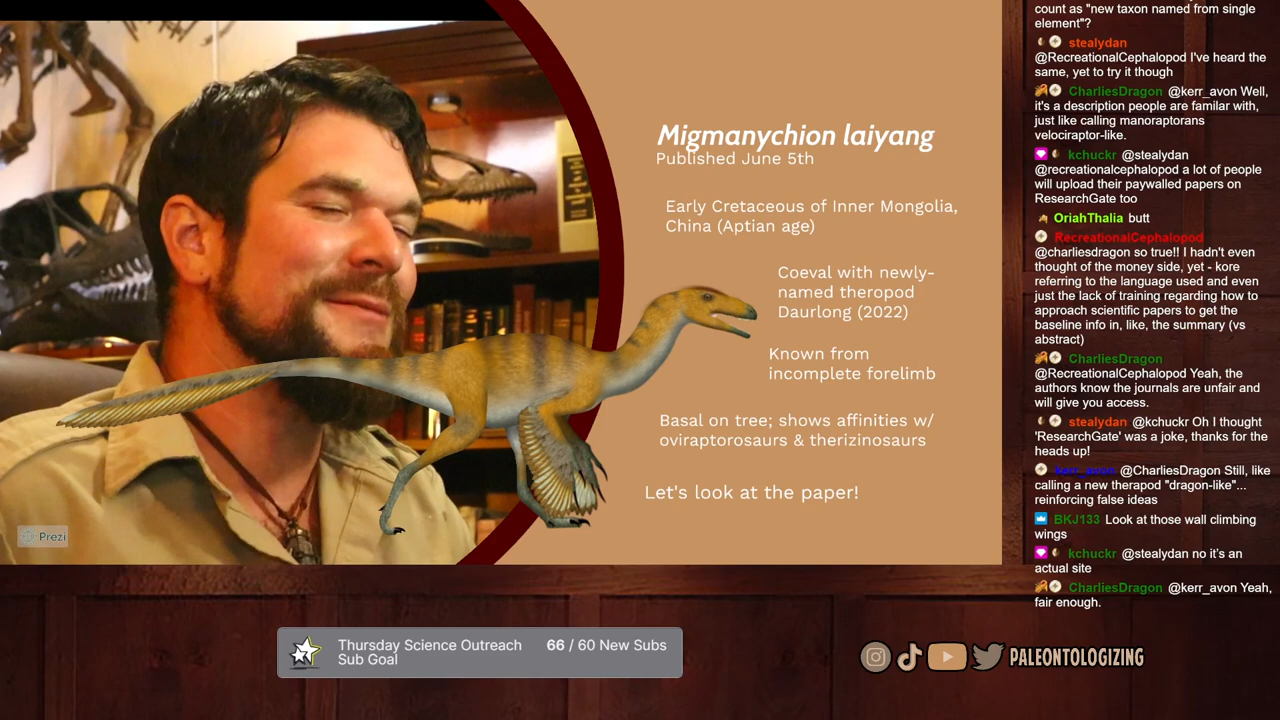 Migmanychion laiyang
Published June 5th
Early Cretaceous of Inner Mongolia,
China (Aptian age)
Coeval with newly-
named theropod
Daurlong (2022)
Known from
incomplete forelimb
Basal on tree; shows affinities w/
oviraptorosaurs & therizinosaurs
Let's look at the paper!
Prezi
Thursday Science Outreach
Sub Goal
66 / 60 New Subs
PALEONTOLOGIZING
count as "new taxon named from single
element"?
stealydan
@RecreationalCephalopod I've heard the
same, yet to try it though
CharliesDragon @kerr_avon Well,
it's a description people are familar with,
just like calling manoraptorans
velociraptor-like.
kchuckr @stealydan
@recreationalcephalopod a lot of people
will upload their paywalled papers on
ResearchGate too
OriahThalia butt
RecreationalCephalopod
@charliesdragon so true!! I hadn't even
thought of the money side, yet - kore
referring to the language used and even
just the lack of training regarding how to
approach scientific papers to get the
baseline info in, like, the summary (vs
abstract)
CharliesDragon
@RecreationalCephalopod Yeah, the
authors know the journals are unfair and
will give you access.
stealydan @kchuckr Oh I thought
'ResearchGate' was a joke, thanks for the
heads up!
kerr_avon @CharliesDragon Still, like
calling a new therapod "dragon-like"...
reinforcing false ideas
BKJ133 Look at those wall climbing
wings
kchuckr @stealydan no it's an
actual site
CharliesDragon @kerr_avon Yeah,
fair enough.